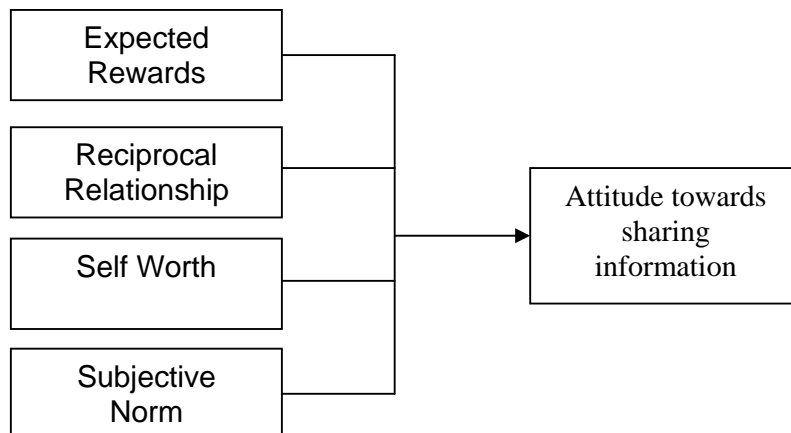 Expected
Rewards
Reciprocal
Relationship
Self Worth
Subjective
Norm
Attitude towards
sharing
information